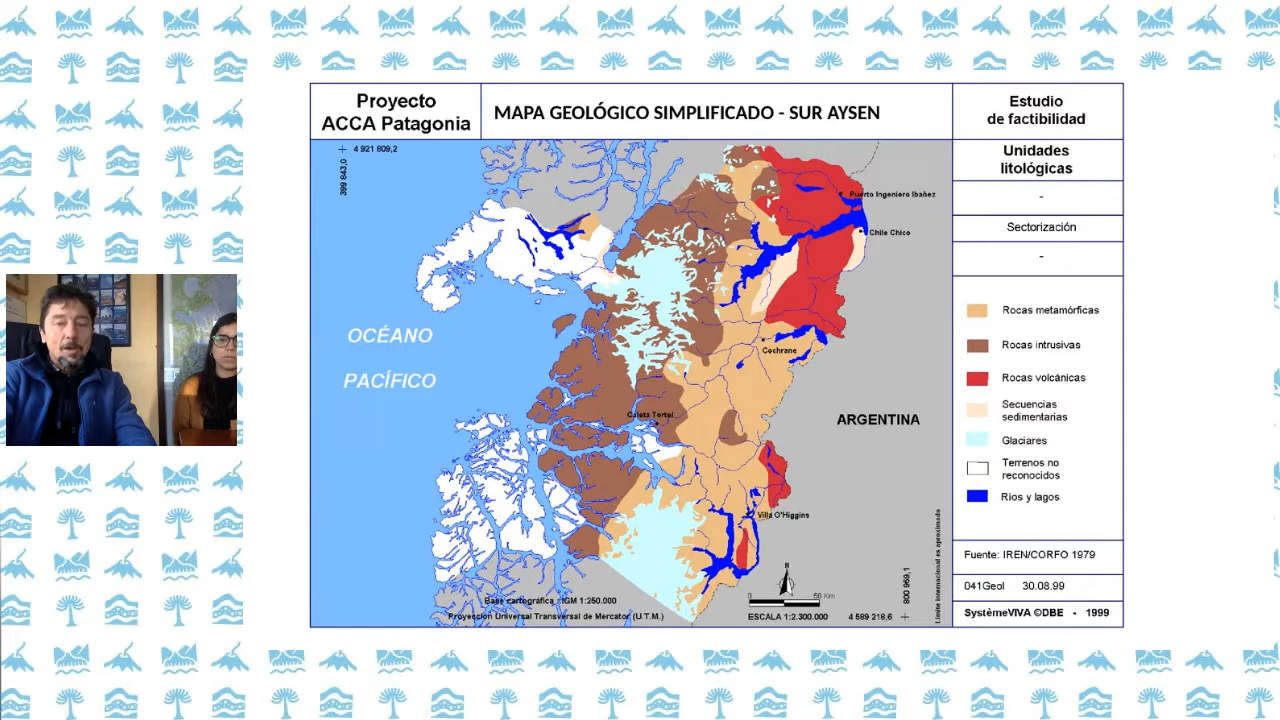 Proyecto
ACCA Patagonia
MAPA GEOLÓGICO SIMPLIFICADO - SUR AYSEN
Estudio
de factibilidad
Unidades
litológicas
-
Sectorización
-
4 921 609,2
399 643,0
Puerto Ingeniero Ibañez
Chile Chico
OCÉANO
PACÍFICO
Cochrane
Caleta Tortel
ARGENTINA
Villa O'Higgins
Rocas metamórficas
Rocas intrusivas
Rocas volcánicas
Secuencias
sedimentarias
Glaciares
Terrenos no
reconocidos
Ríos y lagos
Límite internacional es aproximado
N
0 50 Km
Base cartográfica : IGM 1:250.000
Proyección Universal Transversal de Mercator (U.T.M.)
ESCALA 1:2.300.000
4 589 218,6
800 969,1
Fuente: IREN/CORFO 1979
041Geol 30.08.99
SystèmeVIVA ©DBE - 1999